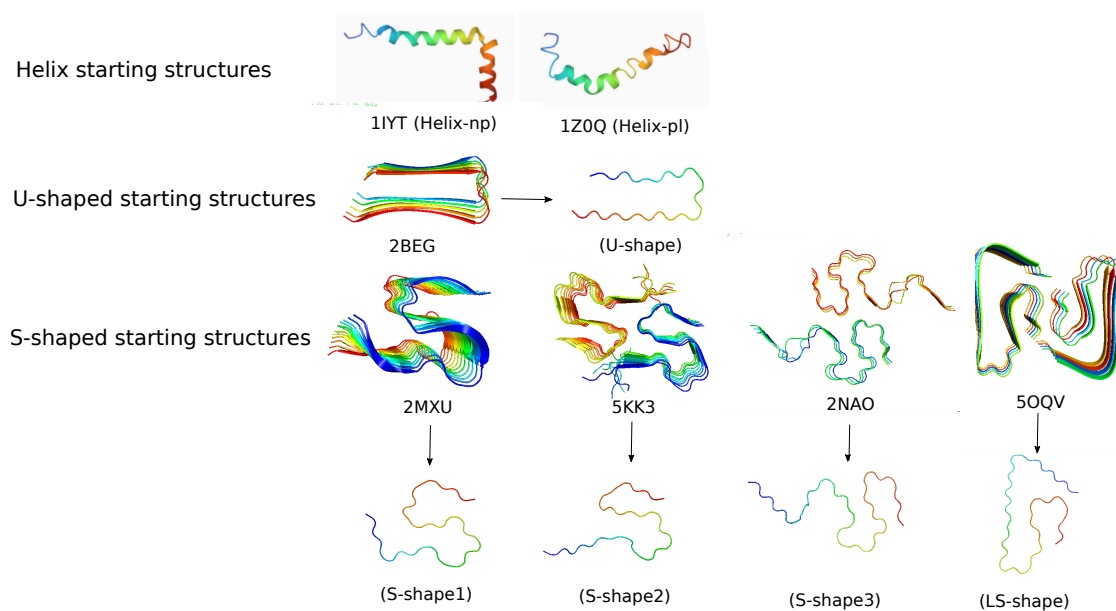 Helix starting structures
1IYT (Helix-np)
1Z0Q (Helix-pl)
U-shaped starting structures
2BEG
(U-shape)
S-shaped starting structures
2MXU
5KK3
2NAO
5OQV
(S-shape1)
(S-shape2)
(S-shape3)
(LS-shape)